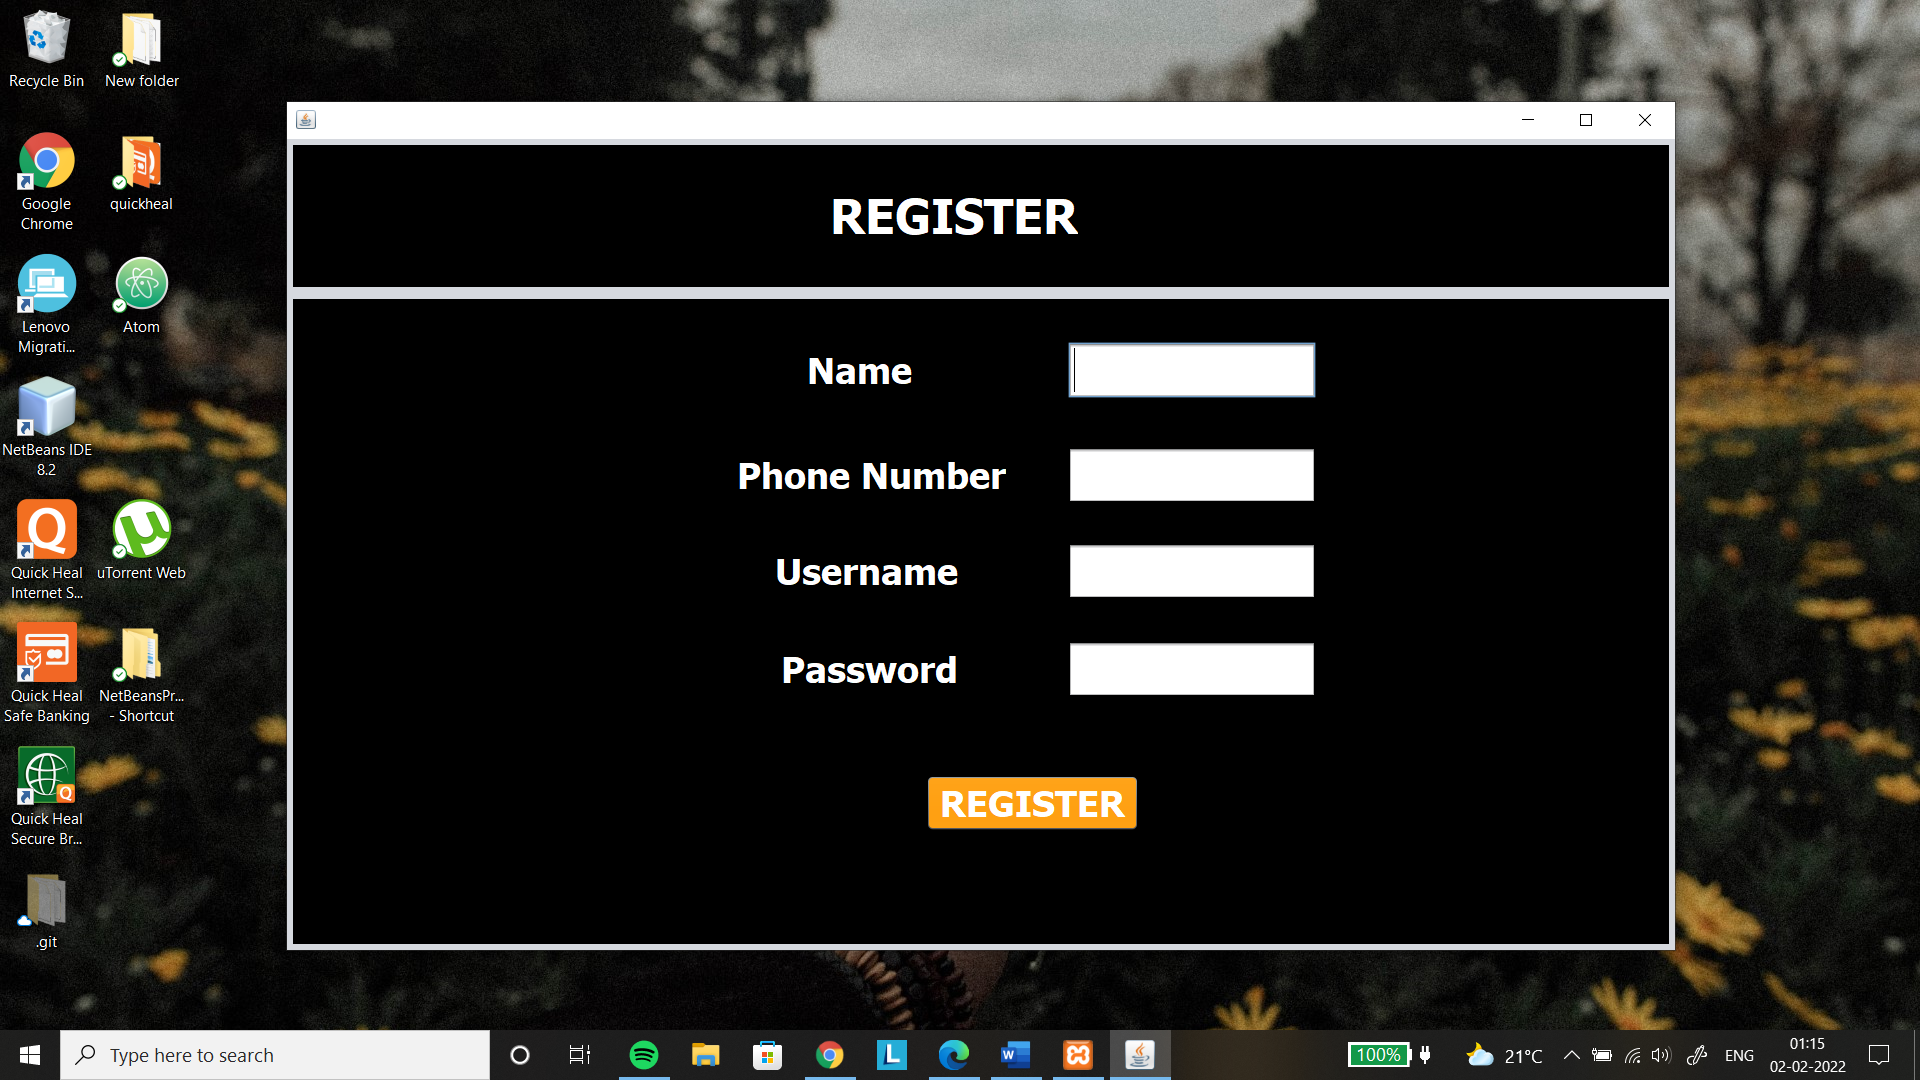 Recycle Bin
New folder
Google
Chrome
quickheal
Lenovo
Migrati...
Atom
NetBeans IDE
8.2
Quick Heal
Internet S...
uTorrent Web
Quick Heal
Safe Banking
NetBeansPr...
- Shortcut
Quick Heal
Secure Br...
.git
REGISTER
Name
Phone Number
Username
Password
REGISTER
Type here to search
100%
21°C
ENG
01:15
02-02-2022